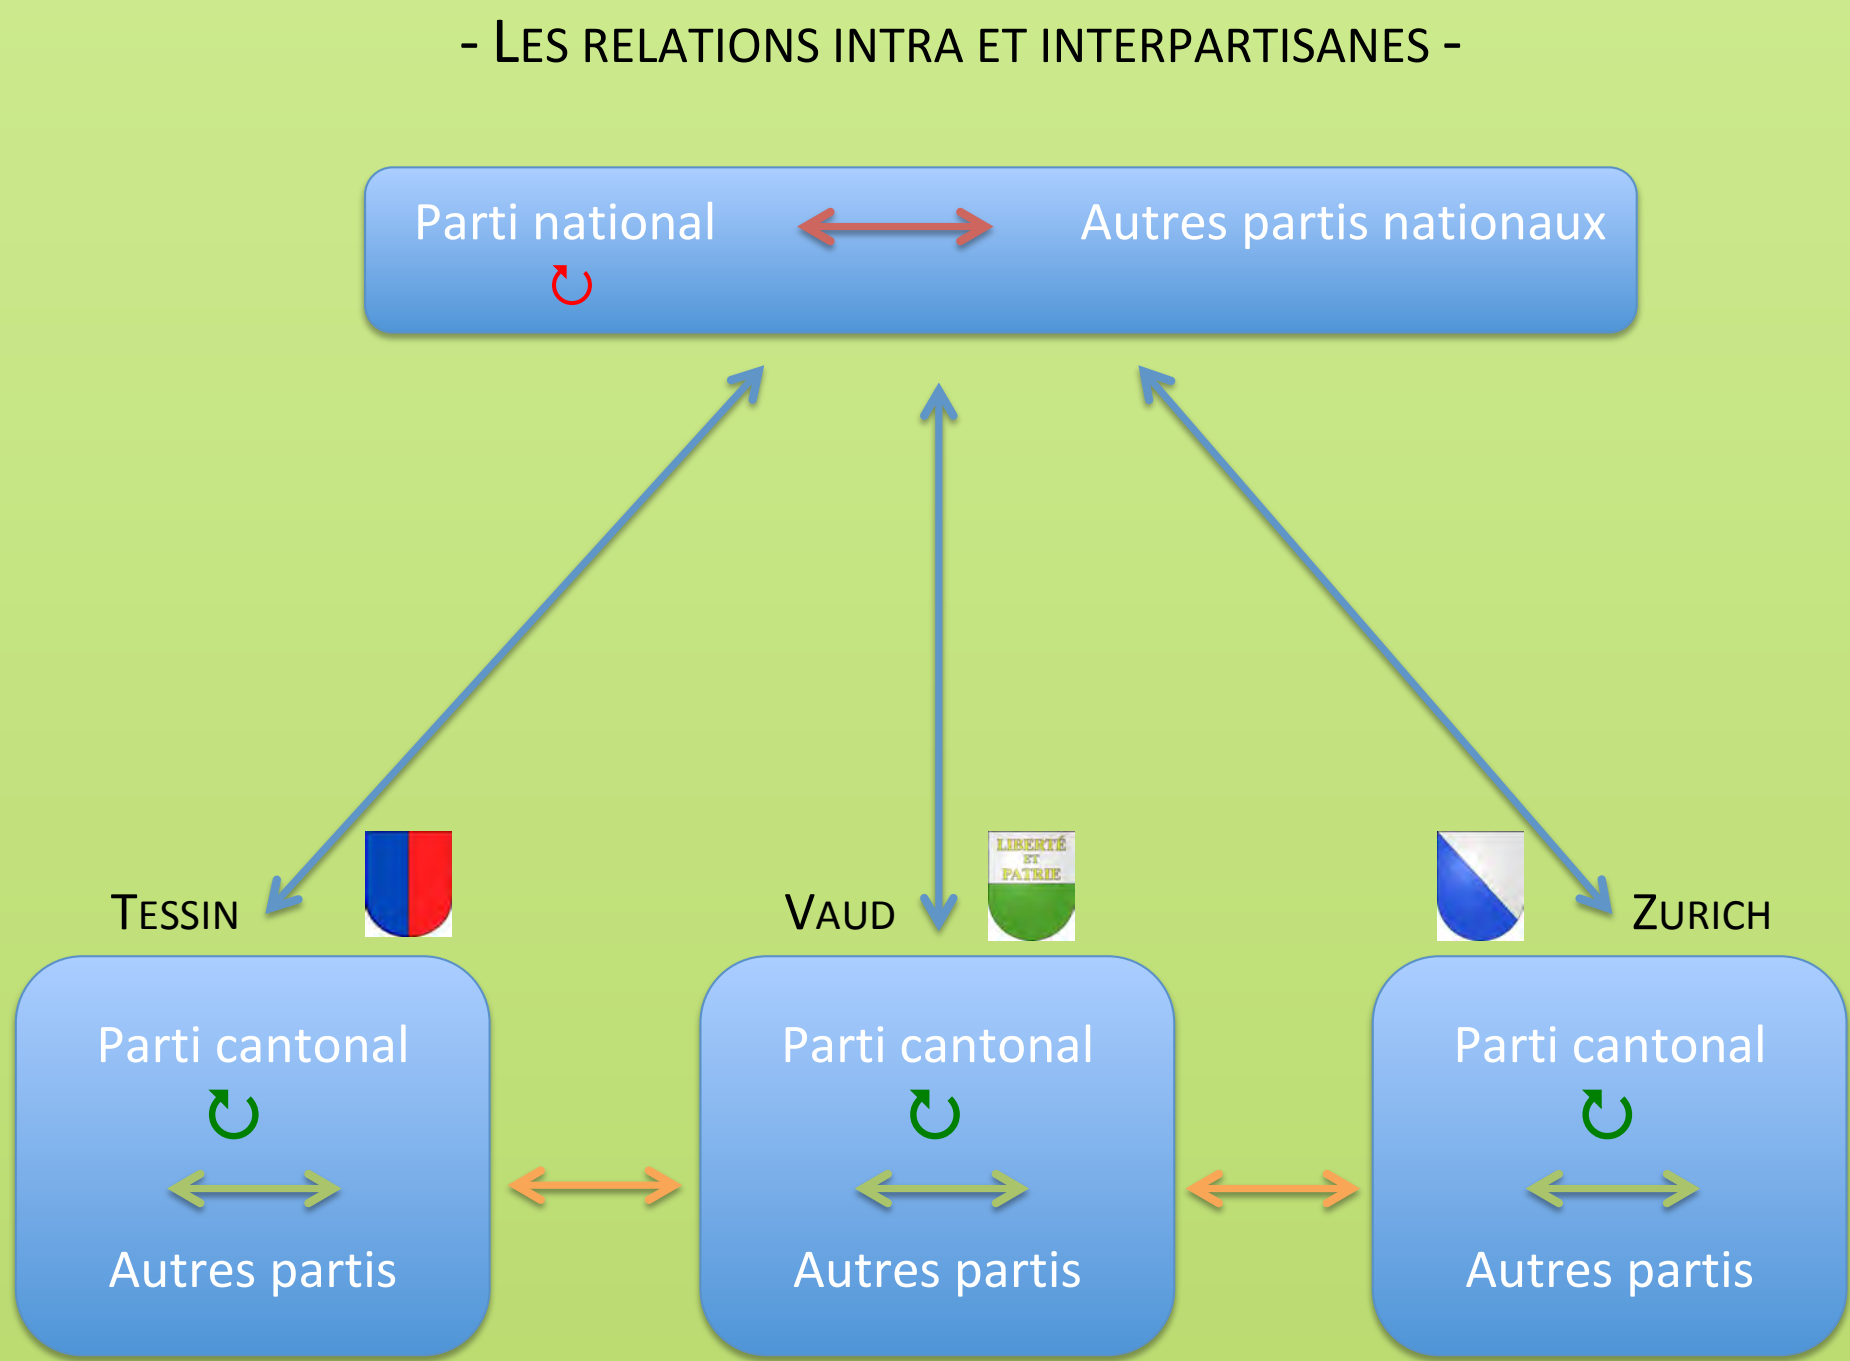 - LES RELATIONS INTRA ET INTERPARTISANES -
Parti national
Autres partis nationaux
TESSIN
VAUD
LIBERTÉ
ET
PATRIE
ZURICH
Parti cantonal
Autres partis
Parti cantonal
Autres partis
Parti cantonal
Autres partis